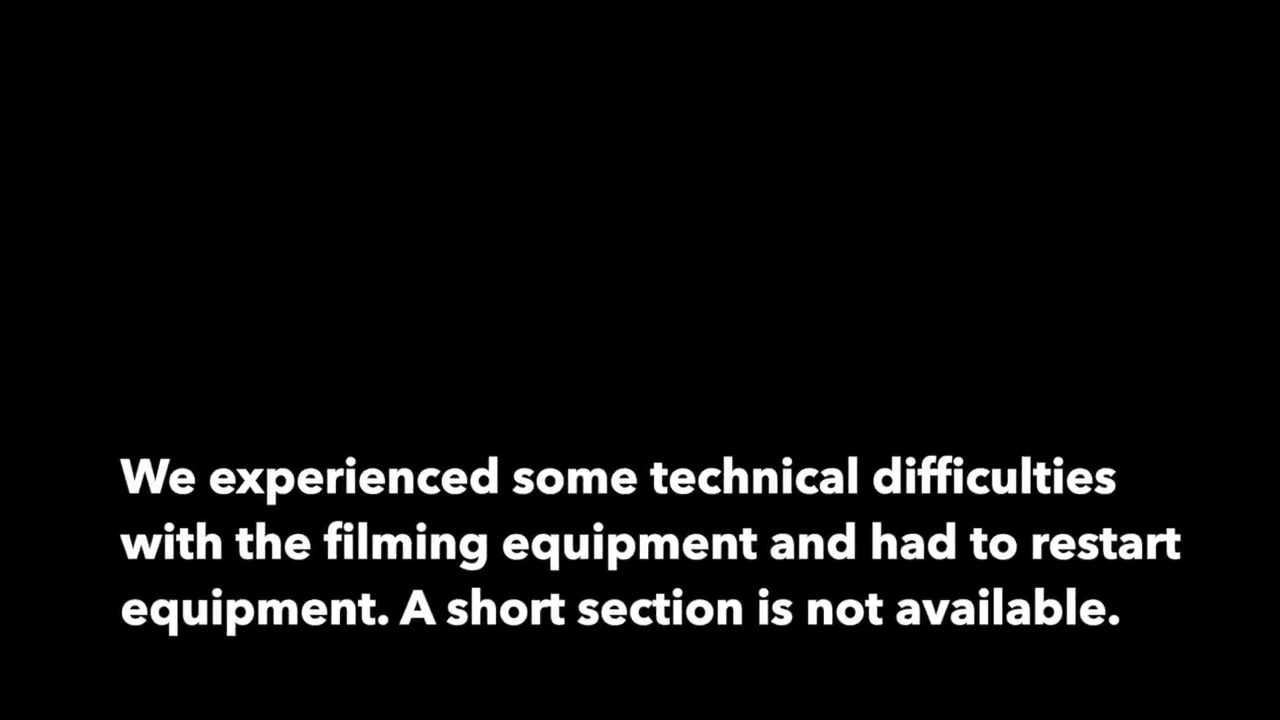 We experienced some technical difficulties
with the filming equipment and had to restart
equipment. A short section is not available.